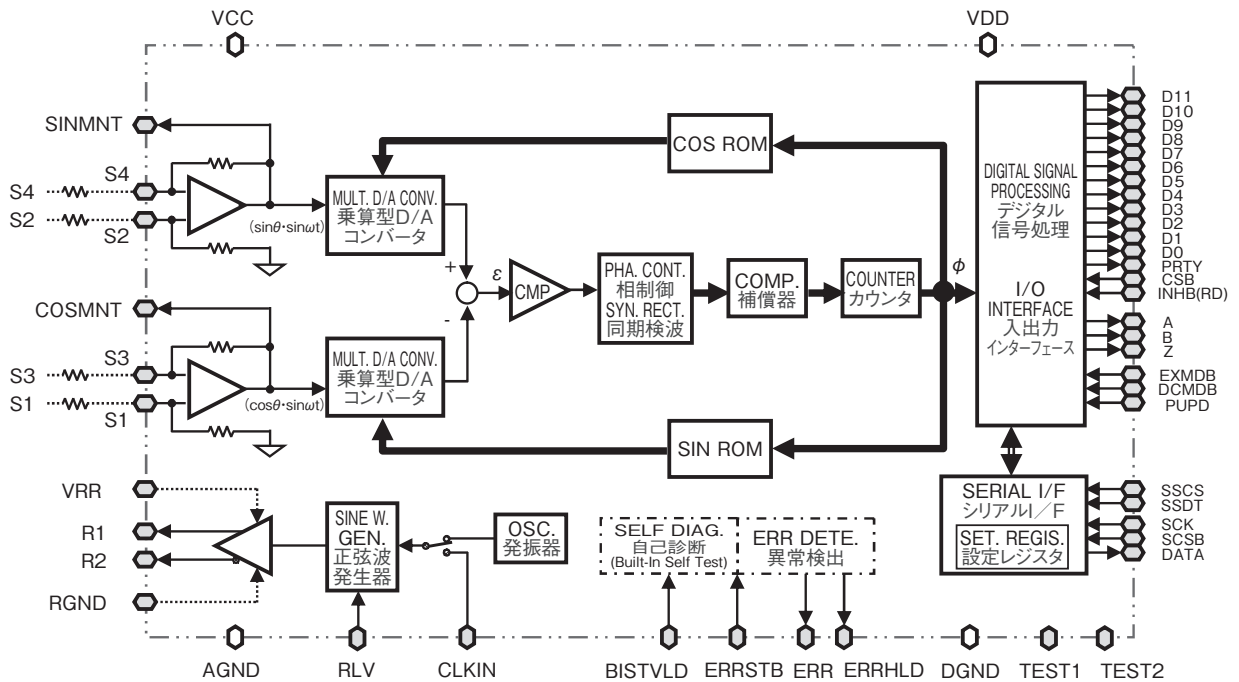 VCC
VDD
SINMNT
S4
S4
S2
S2
(sinθ･sinωt)
MULT. D/A CONV.
乗算型D/A
コンバータ
COS ROM
COSMNT
S3
S3
S1
S1
(cosθ･sinωt)
MULT. D/A CONV.
乗算型D/A
コンバータ
+
-
ε
CMP
PHA. CONT.
相制御
SYN. RECT.
同期検波
COMP.
補償器
COUNTER
カウンタ
φ
SIN ROM
DIGITAL SIGNAL
PROCESSING
デジタル
信号処理
I/O
INTERFACE
入出力
インターフェース
D11
D10
D9
D8
D7
D6
D5
D4
D3
D2
D1
D0
PRTY
CSB
INHB(RD)
A
B
Z
EXMDB
DCMDB
PUPD
VRR
R1
R2
RGND
SINE W.
GEN.
正弦波
発生器
OSC.
発振器
SELF DIAG.
自己診断
(Built-In Self Test)
ERR DETE.
異常検出
SERIAL I/F
シリアルI／F
SET. REGIS.
設定レジスタ
SSCS
SSDT
SCK
SCSB
DATA
AGND
RLV
CLKIN
BISTVLD
ERRSTB
ERR
ERRHLD
DGND
TEST1
TEST2